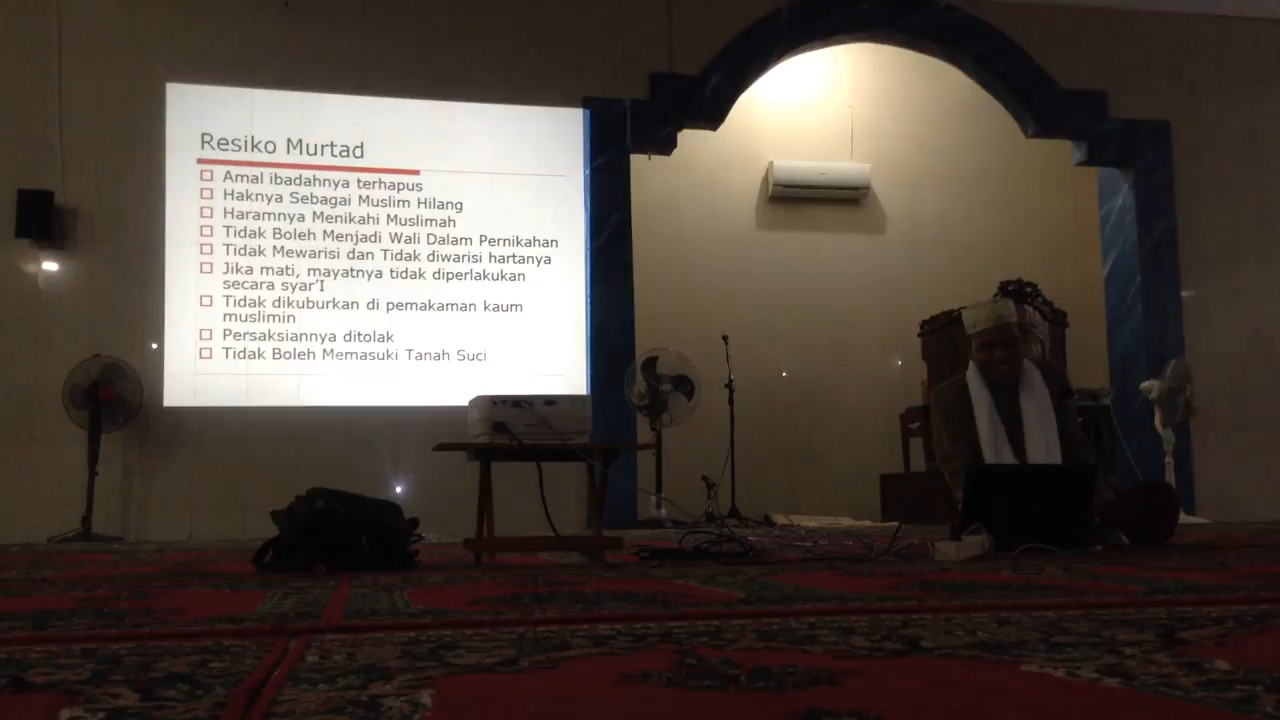 Resiko Murtad
Amal ibadahnya terhapus
Haknya Sebagai Muslim Hilang
Haramnya Menikahi Muslimah
Tidak Boleh Menjadi Wali Dalam Pernikahan
Tidak Mewarisi dan Tidak diwarisi hartanya
Jika mati, mayatnya tidak diperlakukan
secara syar’I
Tidak dikuburkan di pemakaman kaum
muslimin
Persaksiannya ditolak
Tidak Boleh Memasuki Tanah Suci